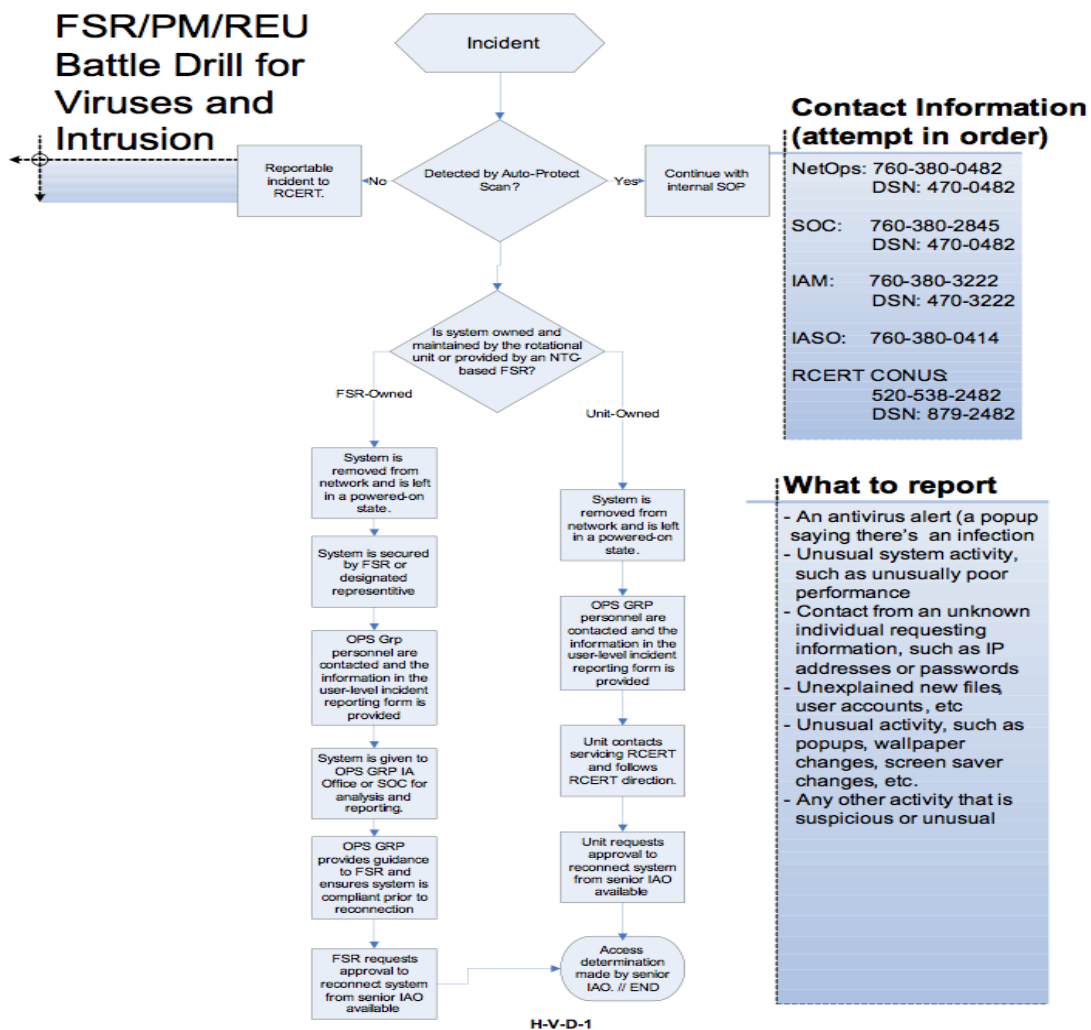 FSR/PM/REU
Battle Drill for
Viruses and
Intrusion
Incident
Detected by Auto-Protect
Scan?
No
Yes
Reportable
incident to
RCERT.
Continue with
internal SOP
Is system owned and
maintained by the rotational
unit or provided by an NTC-
based FSR?
FSR-Owned
Unit-Owned
System is
removed from
network and is left
in a powered-on
state.
System is secured
by FSR or
designated
representitive
OPS Grp
personnel are
contacted and the
information in the
user-level incident
reporting form is
provided
System is given to
OPS GRP IA
Office or SOC for
analysis and
reporting.
OPS GRP
provides guidance
to FSR and
ensures system is
compliant prior to
reconnection
FSR requests
approval to
reconnect system
from senior IAO
available
System is
removed from
network and is left
in a powered-on
state.
OPS GRP
personnel are
contacted and the
information in the
user-level incident
reporting form is
provided
Unit contacts
servicing RCERT
and follows
RCERT direction.
Unit requests
approval to
reconnect system
from senior IAO
available
Access
determination
made by senior
IAO. // END
Contact Information
(attempt in order)
NetOps: 760-380-0482
DSN: 470-0482
SOC: 760-380-2845
DSN: 470-0482
IAM: 760-380-3222
DSN: 470-3222
IASO: 760-380-0414
RCERT CONUS:
520-538-2482
DSN: 879-2482
What to report
- An antivirus alert (a popup
saying there's an infection
- Unusual system activity,
such as unusually poor
performance
- Contact from an unknown
individual requesting
information, such as IP
addresses or passwords
- Unexplained new files,
user accounts, etc
- Unusual activity, such as
popups, wallpaper
changes, screen saver
changes, etc.
- Any other activity that is
suspicious or unusual
H-V-D-1